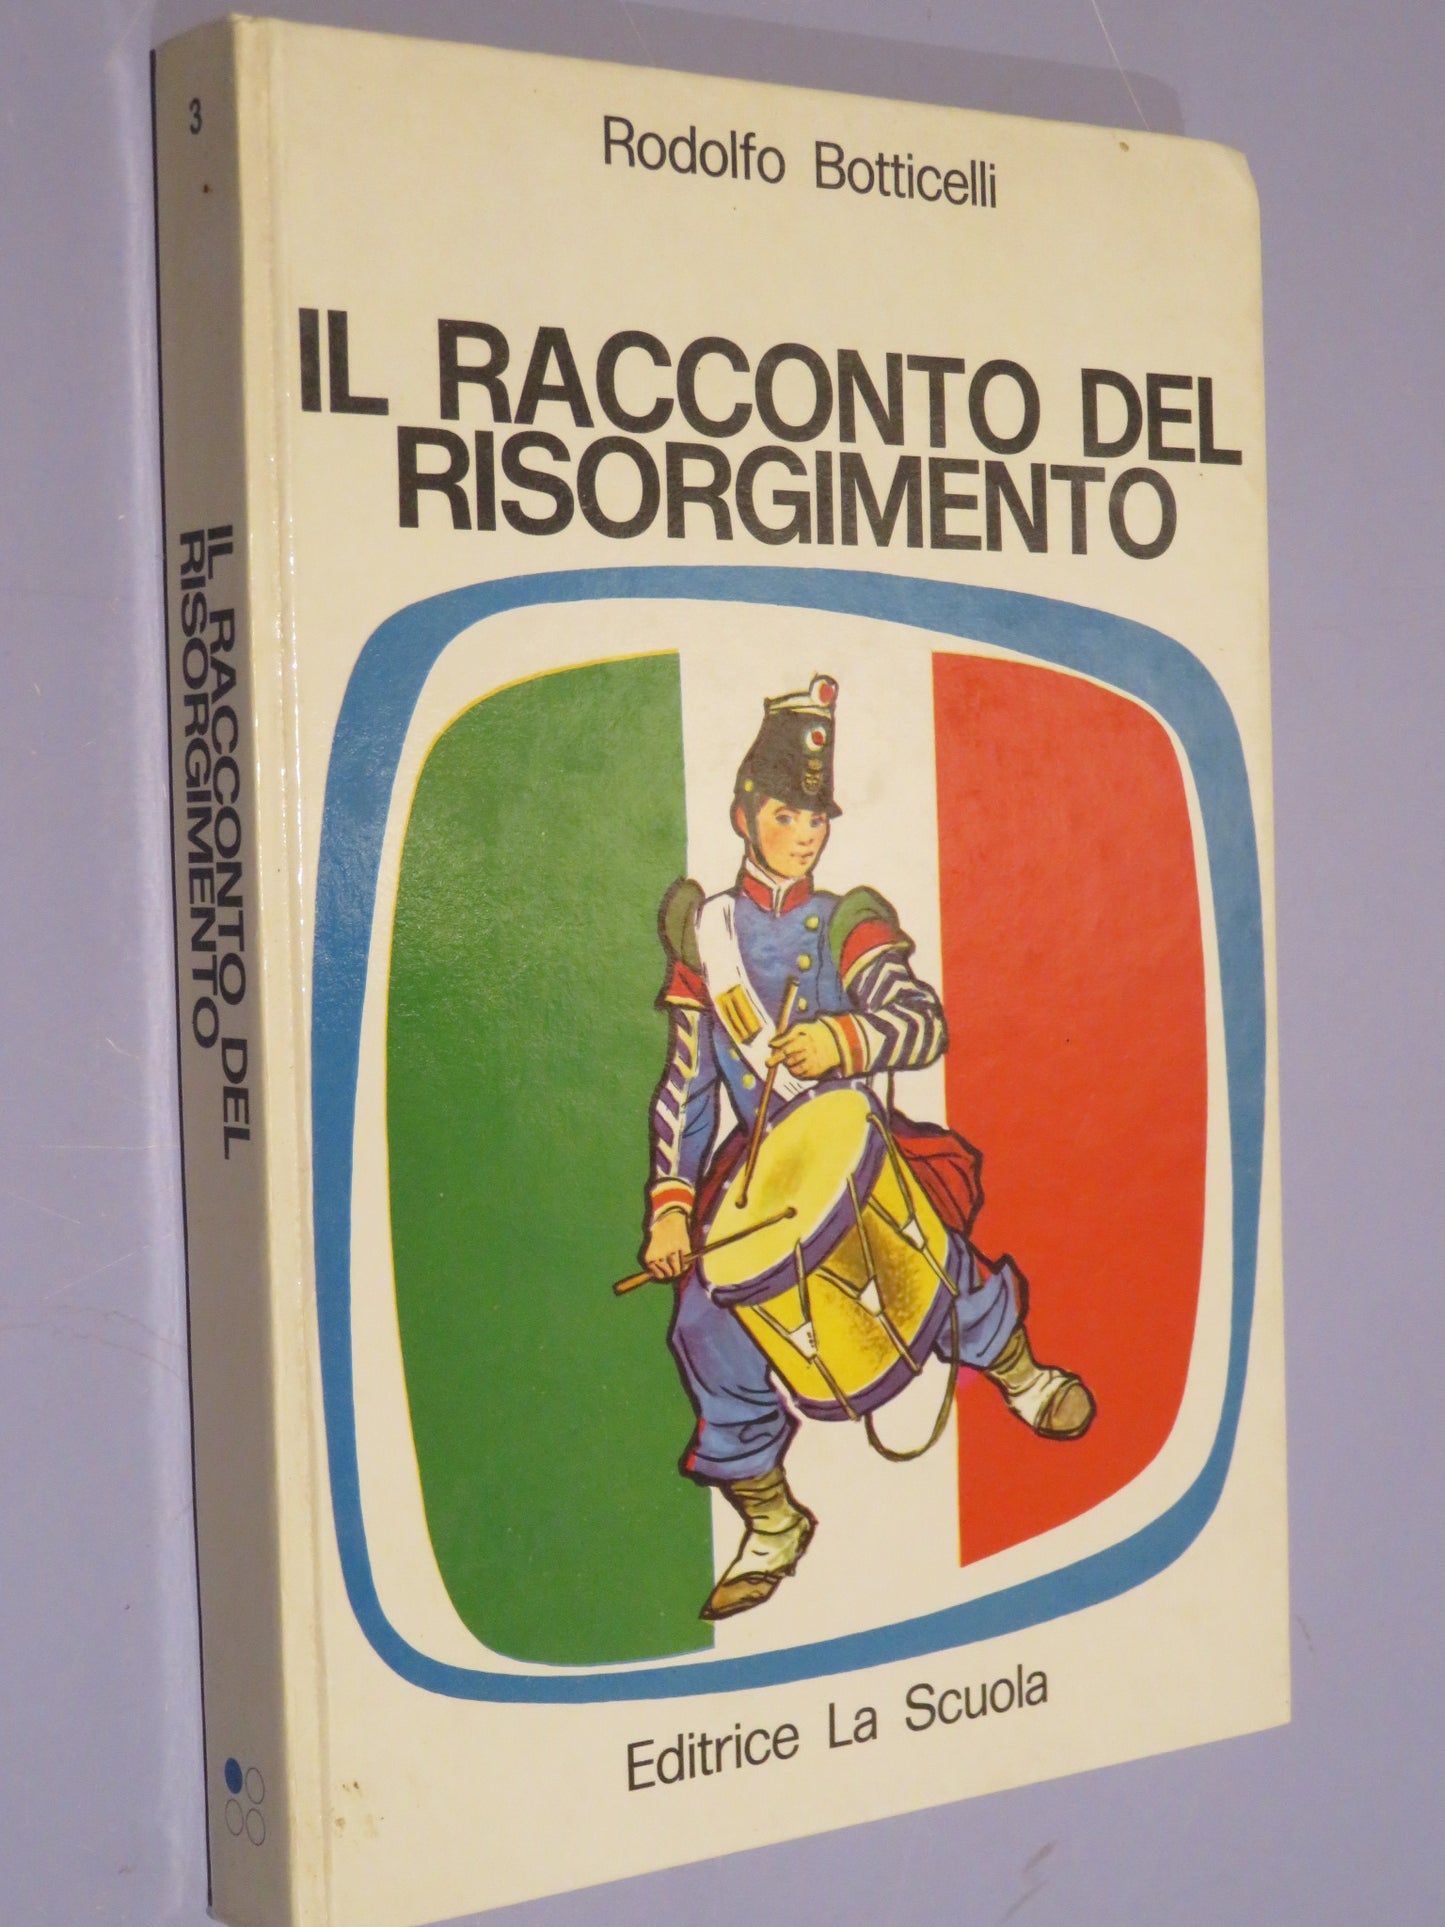 3
IL RACCONTO DEL
RISORGIMENTO
Rodolfo Botticelli
IL RACCONTO DEL
RISORGIMENTO
Editrice La Scuola